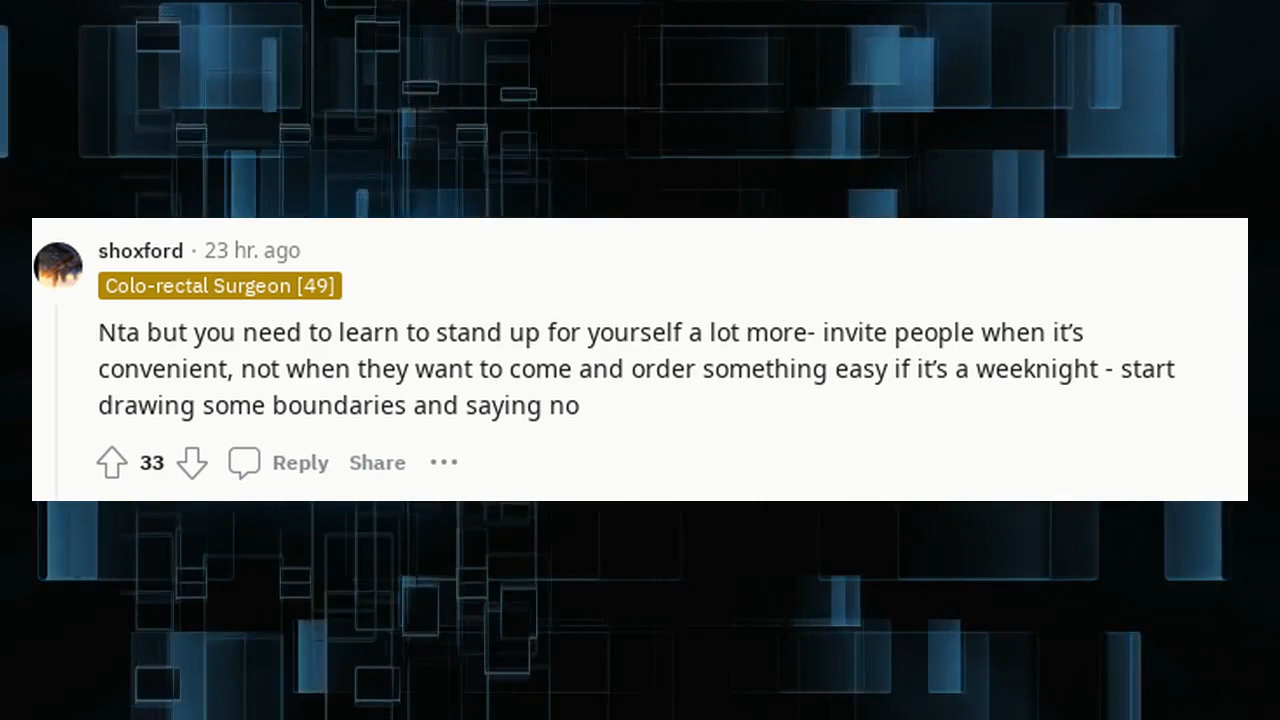 shoxford · 23 hr. ago
Colo-rectal Surgeon [49]
Nta but you need to learn to stand up for yourself a lot more- invite people when it’s
convenient, not when they want to come and order something easy if it’s a weeknight - start
drawing some boundaries and saying no
33 Reply Share ···